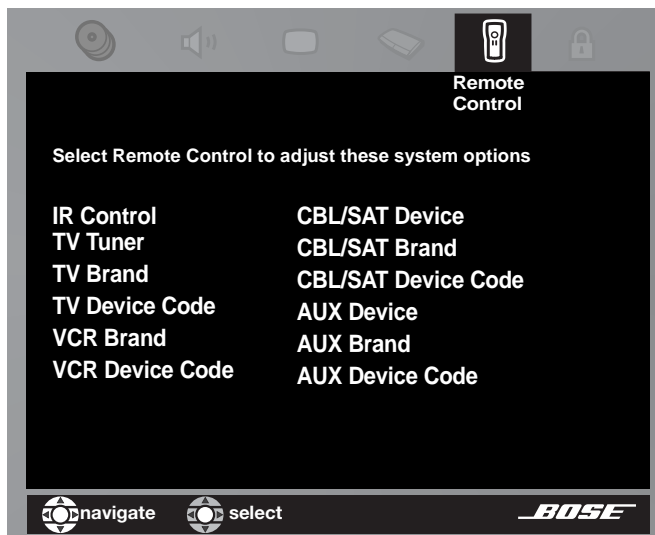 Remote
Control
Select Remote Control to adjust these system options
IR Control
TV Tuner
TV Brand
TV Device Code
VCR Brand
VCR Device Code
CBL/SAT Device
CBL/SAT Brand
CBL/SAT Device Code
AUX Device
AUX Brand
AUX Device Code
navigate select BOSE